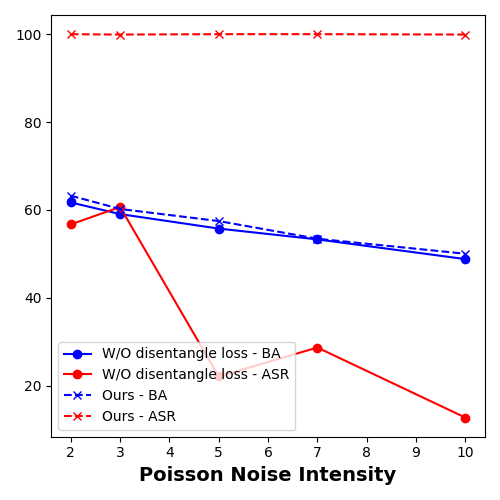 100
80
60
40
20
W/O disentangle loss - BA
W/O disentangle loss - ASR
Ours - BA
Ours - ASR
2 3 4 5 6 7 8 9 10
Poisson Noise Intensity